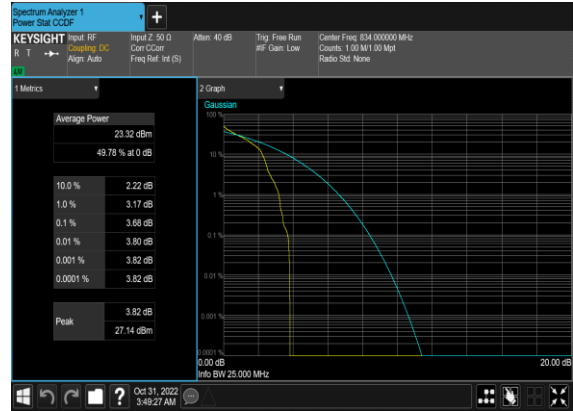 Spectrum Analyzer 1
Power Stat CCDF
KEYSIGHT
R T
LXI
Input: RF
Coupling: DC
Align: Auto
Input Z: 50 Ω
Corr CCorr
Freq Ref: Int (S)
Atten: 40 dB
Trig: Free Run
#IF Gain: Low
Center Freq: 834.000000 MHz
Counts: 1.00 M/1.00 Mpt
Radio Std: None
1 Metrics
Average Power
23.32 dBm
49.78 % at 0 dB
10.0 % 2.22 dB
1.0 % 3.17 dB
0.1 % 3.68 dB
0.01 % 3.80 dB
0.001 % 3.82 dB
0.0001 % 3.82 dB
Peak
3.82 dB
27.14 dBm
2 Graph
Gaussian
100 %
10 %
1 %
0.1 %
0.01 %
0.001 %
0.0001 %
0.00 dB
20.00 dB
Info BW 25.000 MHz
?
Oct 31, 2022
3:49:27 AM